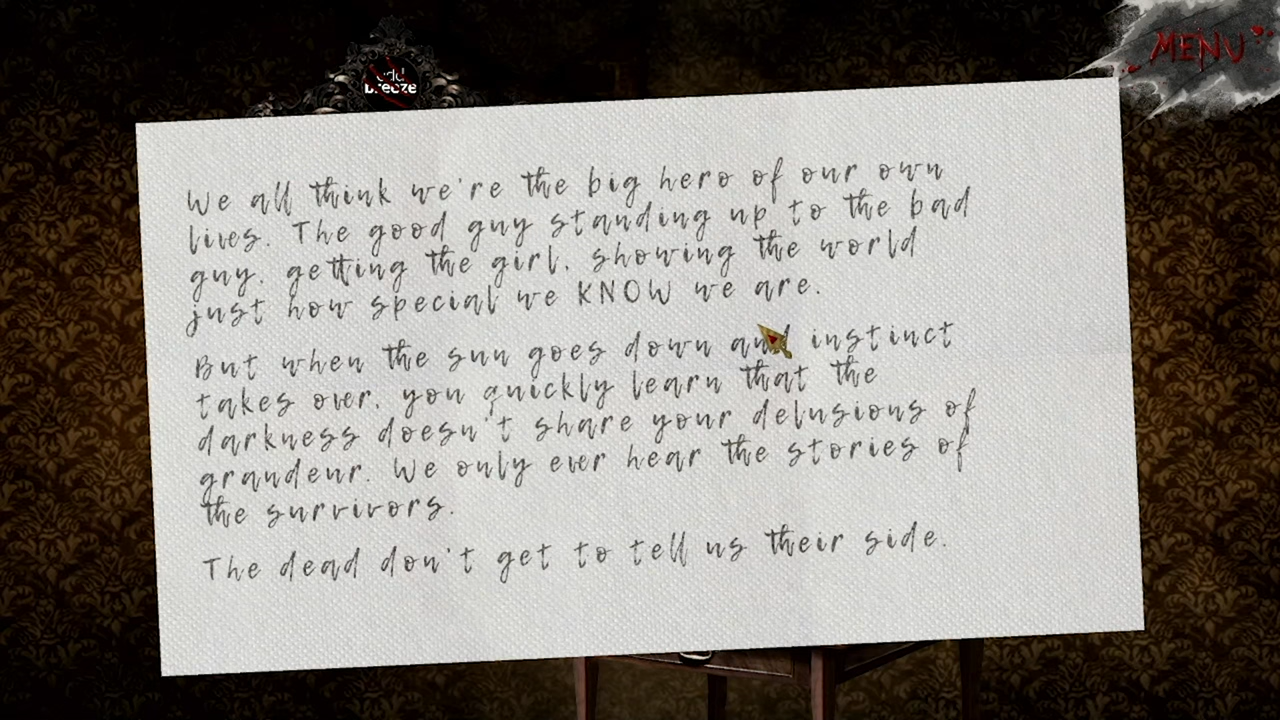 MENU
odd
breeze
We all think we're the big hero of our own
lives. The good guy standing up to the bad
guy, getting the girl, showing the world
just how special we KNOW we are.
But when the sun goes down and instinct
takes over, you quickly learn that the
darkness doesn't share your delusions of
grandeur. We only ever hear the stories of
the survivors.
The dead don't get to tell us their side.